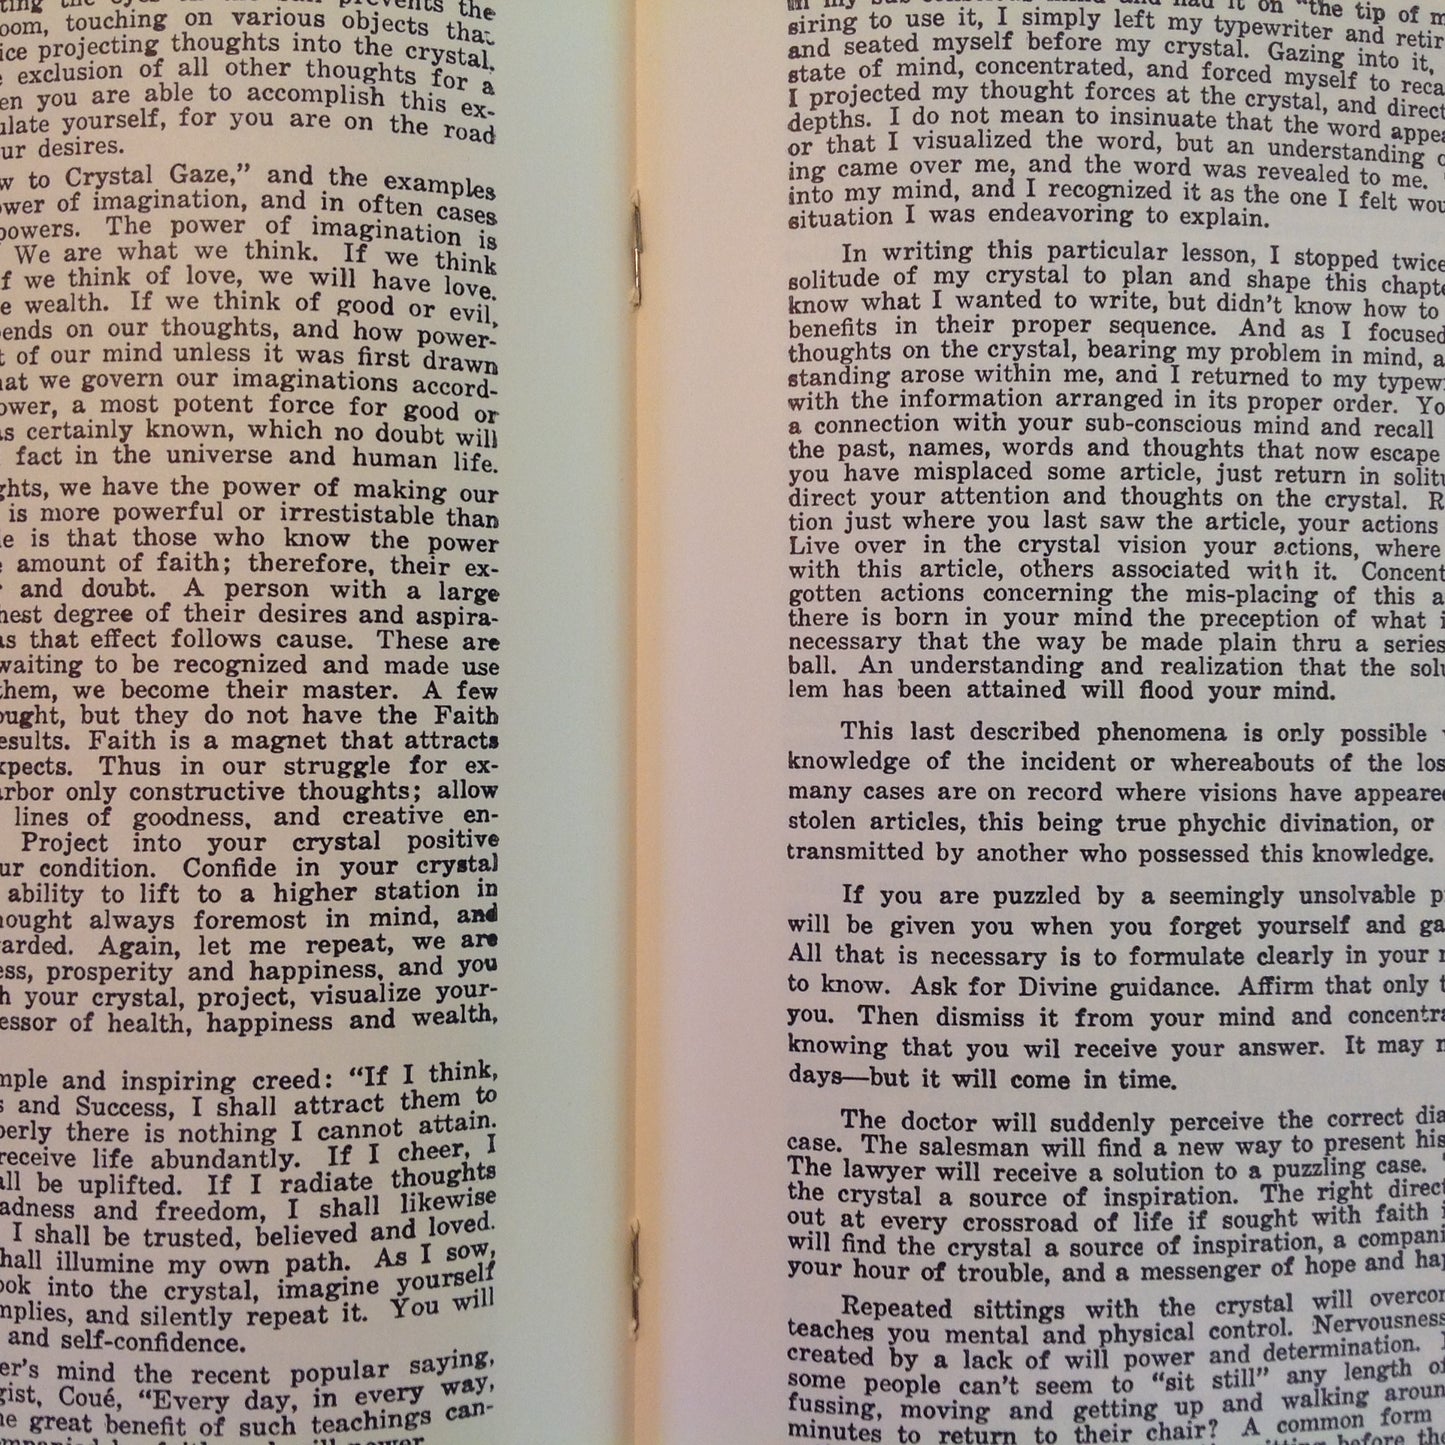 the eyes prevents the
oom, touching on various objects that
ice projecting thoughts into the crystal.
exclusion of all other thoughts for a
en you are able to accomplish this ex-
ulate yourself, for you are on the road
ur desires.
w to Crystal Gaze,” and the examples
ower of imagination, and in often cases
powers. The power of imagination is
We are what we think. If we think
f we think of love, we will have love.
e wealth. If we think of good or evil,
pends on our thoughts, and how power-
t of our mind unless it was first drawn
hat we govern our imaginations accord-
ower, a most potent force for good or
as certainly known, which no doubt will
fact in the universe and human life.
ghts, we have the power of making our
is more powerful or irrestistable than
le is that those who know the power
e amount of faith; therefore, their ex-
and doubt. A person with a large
hest degree of their desires and aspira-
as that effect follows cause. These are
waiting to be recognized and made use
them, we become their master. A few
ought, but they do not have the Faith
esults. Faith is a magnet that attracts
xpects. Thus in our struggle for ex-
arbor only constructive thoughts; allow
lines of goodness, and creative en-
Project into your crystal positive
ur condition. Confide in your crystal
ability to lift to a higher station in
hought always foremost in mind, and
arded. Again, let me repeat, we are
ess, prosperity and happiness, and you
h your crystal, project, visualize your-
essor of health, happiness and wealth,
mple and inspiring creed: “If I think,
s and Success, I shall attract them to
perly there is nothing I cannot attain.
receive life abundantly. If I cheer, I
all be uplifted. If I radiate thoughts
adness and freedom, I shall likewise
I shall be trusted, believed and loved.
hall illumine my own path. As I sow,
ook into the crystal, imagine yourself
mplies, and silently repeat it. You will
and self-confidence.
er’s mind the recent popular saying,
gist, Coué, “Every day, in every way,
he great benefit of such teachings can-
in my sub-conscious mind and had it on “the tip of m
siring to use it, I simply left my typewriter and retir
and seated myself before my crystal. Gazing into it,
state of mind, concentrated, and forced myself to reca
I projected my thought forces at the crystal, and direct
depths. I do not mean to insinuate that the word appea
or that I visualized the word, but an understanding
ing came over me, and the word was revealed to me.
into my mind, and I recognized it as the one I felt wou
situation I was endeavoring to explain.
In writing this particular lesson, I stopped twice
solitude of my crystal to plan and shape this chapte
know what I wanted to write, but didn’t know how to
benefits in their proper sequence. And as I focused
thoughts on the crystal, bearing my problem in mind, a
standing arose within me, and I returned to my typewr
with the information arranged in its proper order. Yo
a connection with your sub-conscious mind and recall
the past, names, words and thoughts that now escape
you have misplaced some article, just return in solitu
direct your attention and thoughts on the crystal. R
tion just where you last saw the article, your actions
Live over in the crystal vision your actions, where
with this article, others associated with it. Concent
gotten actions concerning the mis-placing of this a
there is born in your mind the preception of what i
necessary that the way be made plain thru a series
ball. An understanding and realization that the solu
lem has been attained will flood your mind.
This last described phenomena is only possible
knowledge of the incident or whereabouts of the los
many cases are on record where visions have appeared
stolen articles, this being true phychic divination, or
transmitted by another who possessed this knowledge.
If you are puzzled by a seemingly unsolvable p
will be given you when you forget yourself and ga
All that is necessary is to formulate clearly in your
to know. Ask for Divine guidance. Affirm that only t
you. Then dismiss it from your mind and concentra
knowing that you wil receive your answer. It may
days—but it will come in time.
The doctor will suddenly perceive the correct dia
case. The salesman will find a new way to present his
The lawyer will receive a solution to a puzzling case.
the crystal a source of inspiration. The right direct
out at every crossroad of life if sought with faith i
will find the crystal a source of inspiration, a compani
your hour of trouble, and a messenger of hope and hap
Repeated sittings with the crystal will overcom
teaches you mental and physical control. Nervousness
created by a lack of will power and determination.
some people can’t seem to “sit still” any length of
fussing, moving and getting up and walking aroun
minutes to return to their chair? A common form
before the